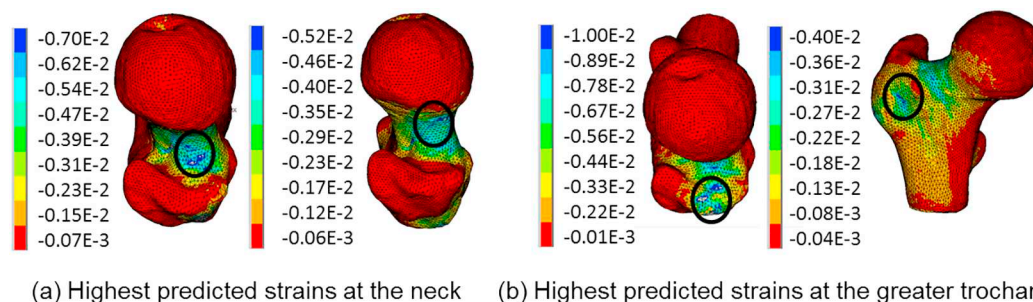 -0.70E-2
-0.62E-2
-0.54E-2
-0.47E-2
-0.39E-2
-0.31E-2
-0.23E-2
-0.15E-2
-0.07E-3
-0.52E-2
-0.46E-2
-0.40E-2
-0.35E-2
-0.29E-2
-0.23E-2
-0.17E-2
-0.12E-2
-0.06E-3
-1.00E-2
-0.89E-2
-0.78E-2
-0.67E-2
-0.56E-2
-0.44E-2
-0.33E-2
-0.22E-2
-0.01E-3
-0.40E-2
-0.36E-2
-0.31E-2
-0.27E-2
-0.22E-2
-0.18E-2
-0.13E-2
-0.08E-3
-0.04E-3
(a) Highest predicted strains at the neck
(b) Highest predicted strains at the greater trochan